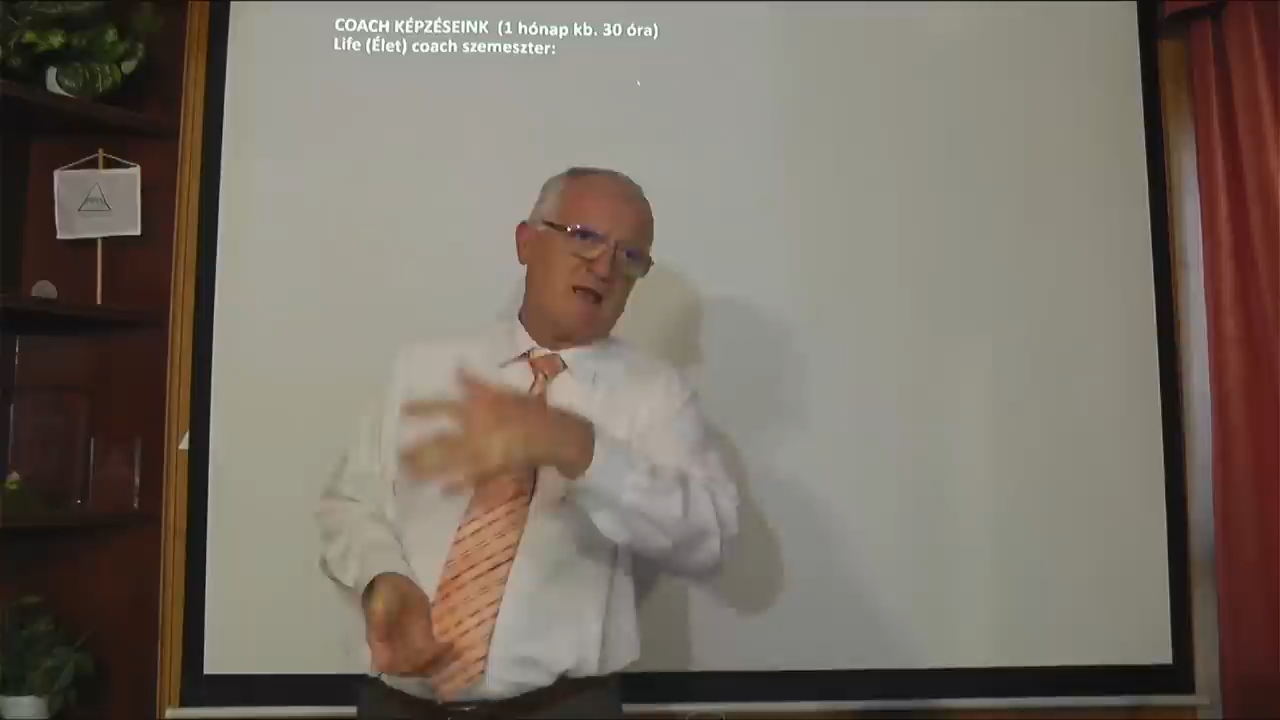 COACH KÉPZÉSEINK (1 hónap kb. 30 óra)
Life (Élet) coach szemeszter: